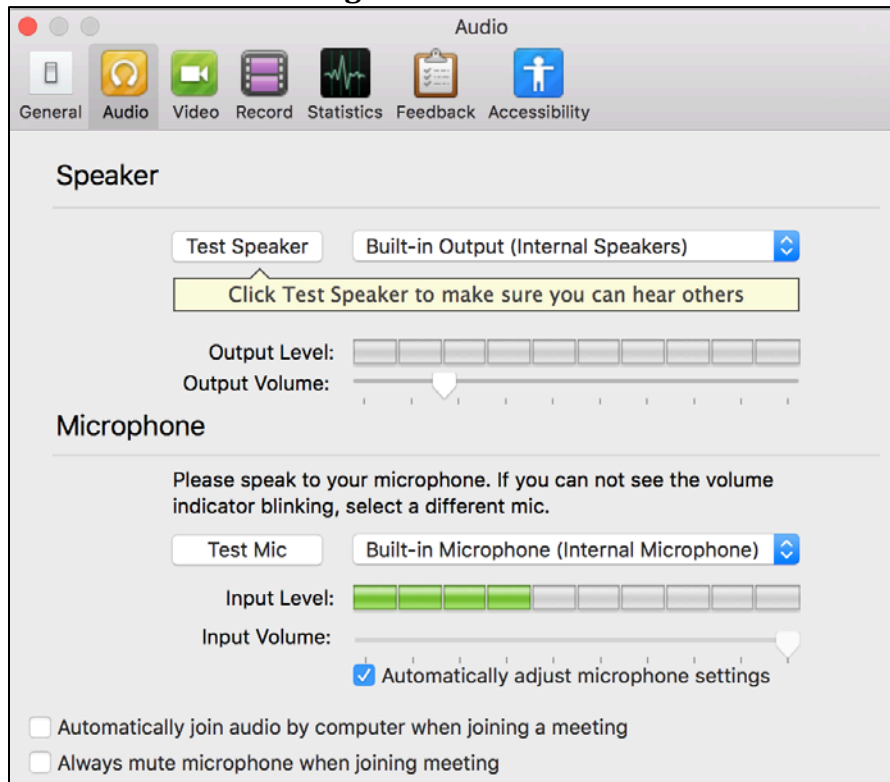 Audio
General Audio Video Record Statistics Feedback Accessibility
Speaker
Test Speaker Built-in Output (Internal Speakers)
Click Test Speaker to make sure you can hear others
Output Level:
Output Volume:
Microphone
Please speak to your microphone. If you can not see the volume
indicator blinking, select a different mic.
Test Mic Built-in Microphone (Internal Microphone)
Input Level:
Input Volume:
Automatically adjust microphone settings
Automatically join audio by computer when joining a meeting
Always mute microphone when joining meeting